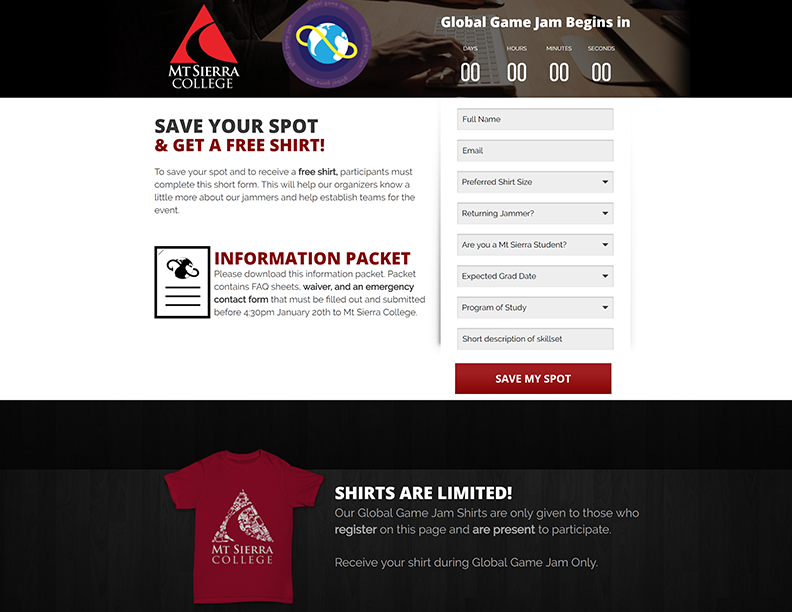 MT SIERRA
COLLEGE
global game jam
Global Game Jam Begins in
DAYS HOURS MINUTES SECONDS
00 00 00 00
SAVE YOUR SPOT
& GET A FREE SHIRT!
To save your spot and to receive a free shirt, participants must
complete this short form. This will help our organizers know a
little more about our jammers and help establish teams for the
event.
INFORMATION PACKET
Please download this information packet. Packet
contains FAQ sheets, waiver, and an emergency
contact form that must be filled out and submitted
before 4:30pm January 20th to Mt Sierra College.
Full Name
Email
Preferred Shirt Size
Returning Jammer?
Are you a Mt Sierra Student?
Expected Grad Date
Program of Study
Short description of skillset
SAVE MY SPOT
MT SIERRA
COLLEGE
SHIRTS ARE LIMITED!
Our Global Game Jam Shirts are only given to those who
register on this page and are present to participate.
Receive your shirt during Global Game Jam Only.